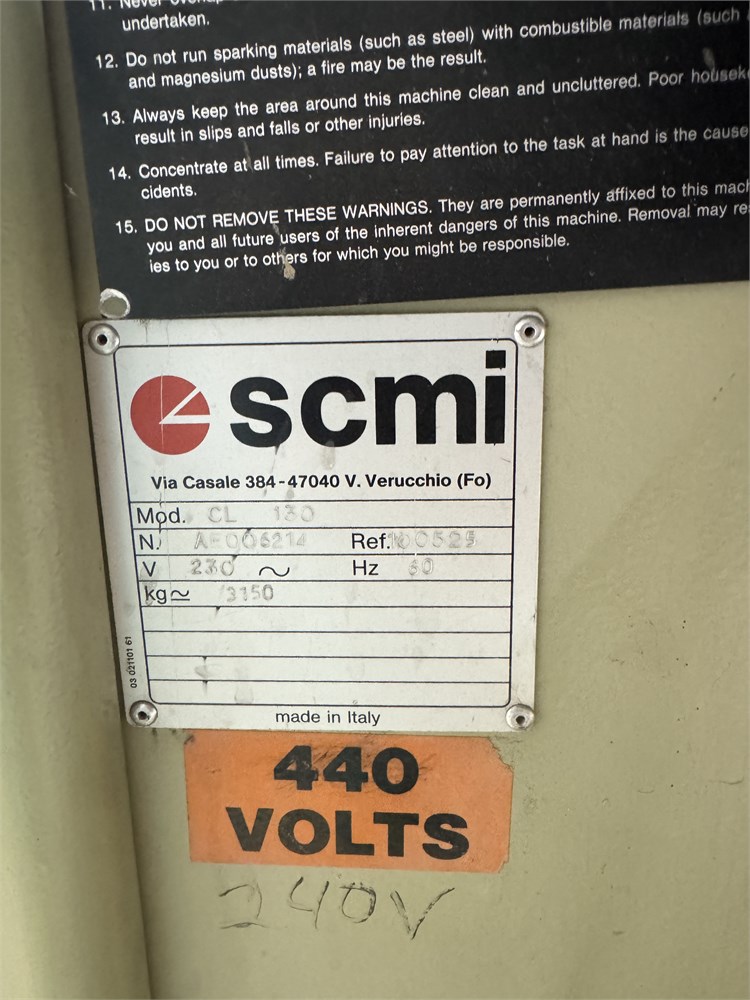 11. Never
undertaken.
12. Do not run sparking materials (such as steel) with combustible materials (such
and magnesium dusts); a fire may be the result.
13. Always keep the area around this machine clean and uncluttered. Poor housek
result in slips and falls or other injuries.
14. Concentrate at all times. Failure to pay attention to the task at hand is the cause
cidents.
15. DO NOT REMOVE THESE WARNINGS. They are permanently affixed to this mach
you and all future users of the inherent dangers of this machine. Removal may re
ies to you or to others for which you might be responsible.
scmi
Via Casale 384-47040 V. Verucchio (Fo)
Mod. CL 130
N. Ref.
V 230 ~ Hz 60
kg≃ 3150
03 021101 61
made in Italy
440
VOLTS
240V